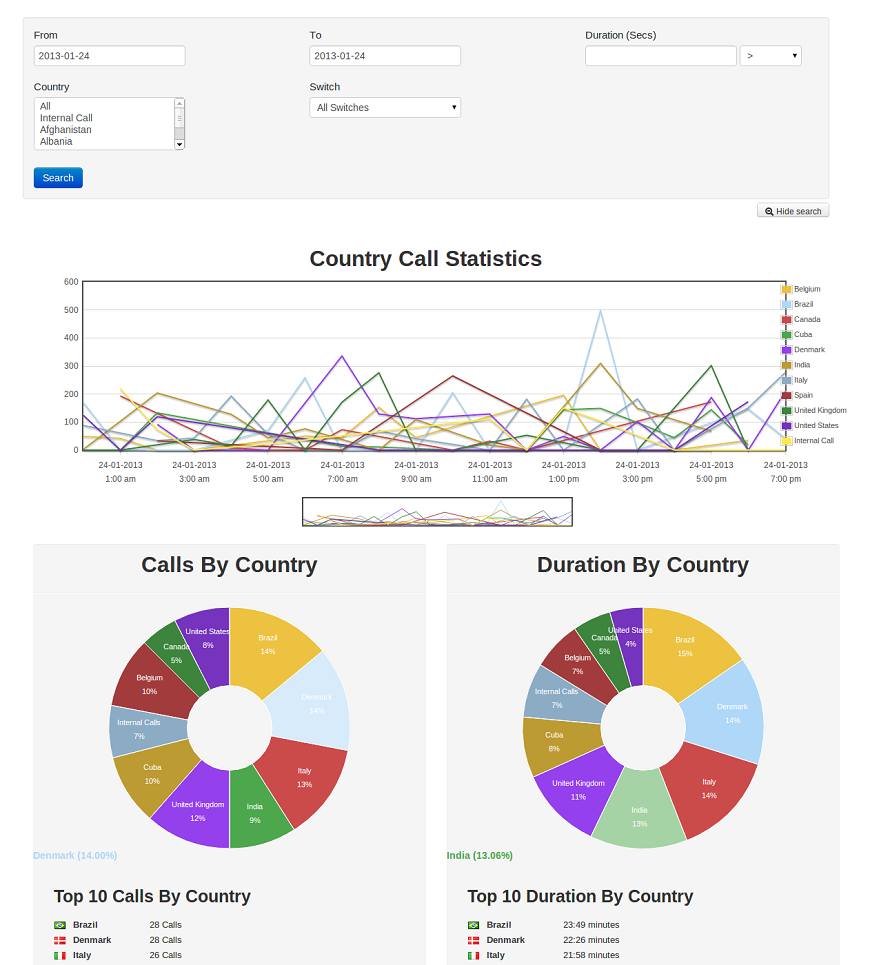 From To Duration (Secs)
2013-01-24 2013-01-24 >
Country Switch
All All Switches
Internal Call
Afghanistan
Albania
Search
Hide search
Country Call Statistics
600
500
400
300
200
100
0
Belgium
Brazil
Canada
Cuba
Denmark
India
Italy
Spain
United Kingdom
United States
Internal Call
24-01-2013 24-01-2013 24-01-2013 24-01-2013 24-01-2013 24-01-2013 24-01-2013 24-01-2013 24-01-2013 24-01-2013
1:00 am 3:00 am 5:00 am 7:00 am 9:00 am 11:00 am 1:00 pm 3:00 pm 5:00 pm 7:00 pm
Calls By Country
United States
8%
Brazil
14%
Canada
5%
Belgium
10%
Denmark
14%
Internal Calls
7%
Cuba
10%
Italy
13%
United Kingdom
12%
India
9%
Denmark (14.00%)
Top 10 Calls By Country
Brazil 28 Calls
Denmark 28 Calls
Italy 26 Calls
Duration By Country
United States
4%
Brazil
15%
Canada
5%
Belgium
7%
Internal Calls
7%
Denmark
14%
Cuba
8%
Italy
14%
United Kingdom
11%
India
13%
India (13.06%)
Top 10 Duration By Country
Brazil 23:49 minutes
Denmark 22:26 minutes
Italy 21:58 minutes